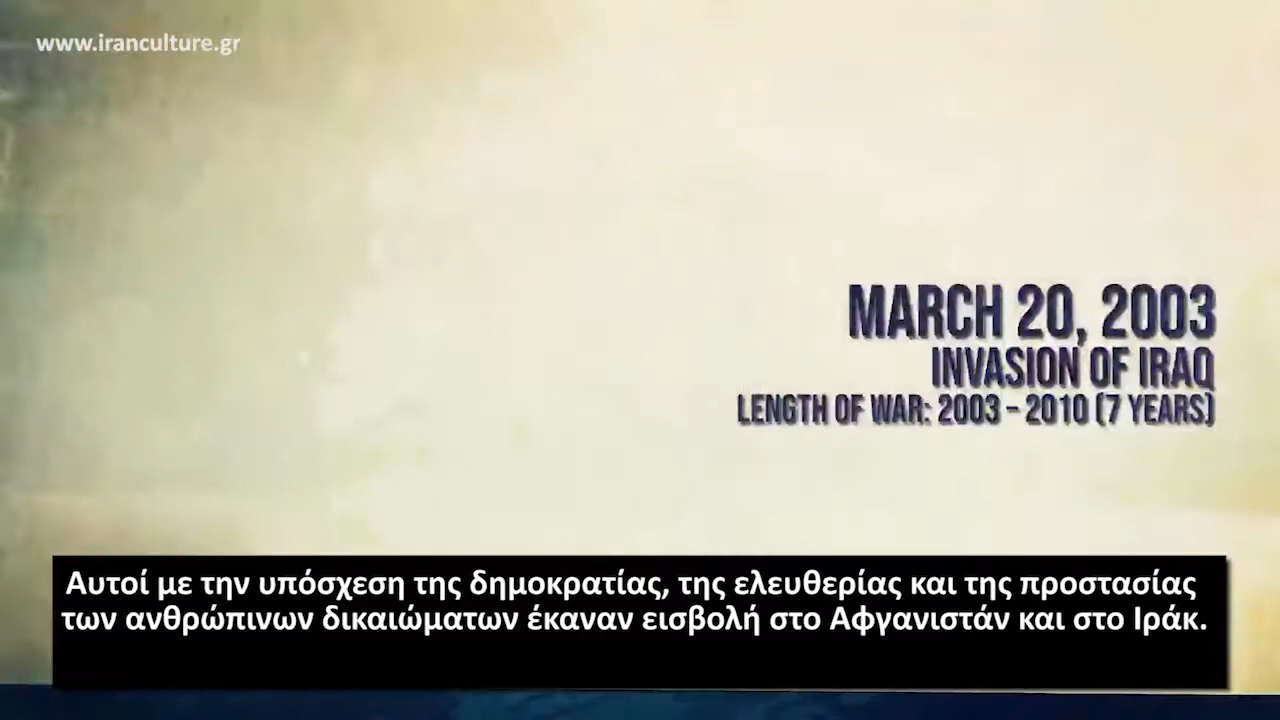 www.iranculture.gr
MARCH 20, 2003
INVASION OF IRAQ
LENGTH OF WAR: 2003 – 2010 (7 YEARS)
Αυτοί με την υπόσχεση της δημοκρατίας, της ελευθερίας και της προστασίας
των ανθρώπινων δικαιώματων έκαναν εισβολή στο Αφγανιστάν και στο Ιράκ.